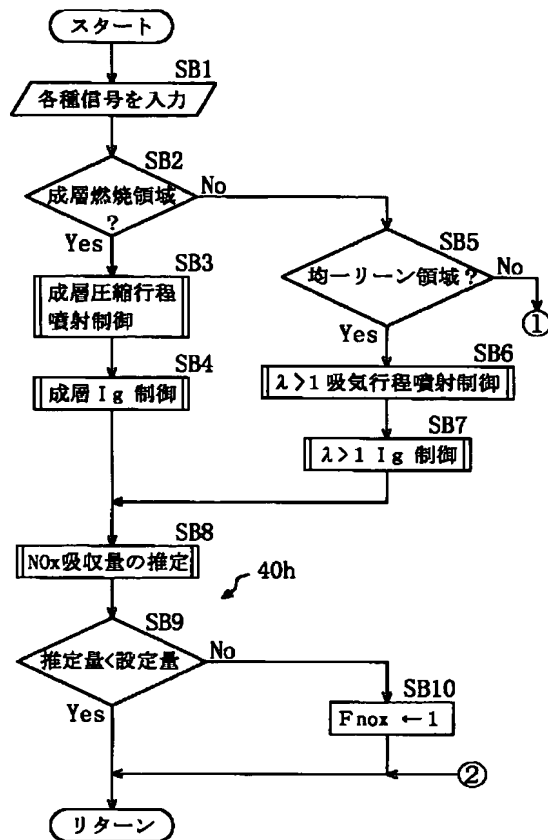 スタート
SB1
各種信号を入力
SB2
成層燃焼領域
?
No
Yes
SB3
成層圧縮行程
噴射制御
SB4
成層Ig 制御
SB5
均一リーン領域?
No
①
Yes
SB6
λ>1吸気行程噴射制御
SB7
λ>1 Ig 制御
SB8
NOx吸収量の推定
40h
SB9
推定量<設定量
No
Yes
SB10
Fnox ←1
②
リターン